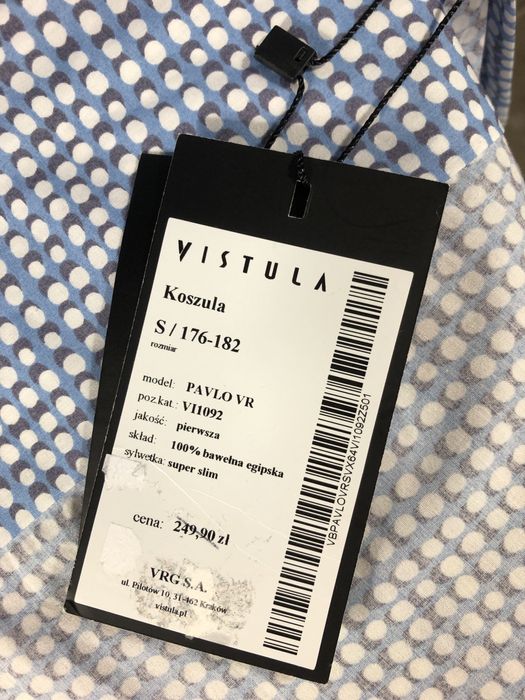 VISTULA
Koszula
S / 176-182
rozmiar
model: PAVLO VR
poz.kat.: VI1092
jakość: pierwsza
skład: 100% bawełna egipska
sylwetka: super slim
cena: 249,90 zł
VRG S.A.
ul. Pilotów 10, 31-462 Kraków
vistula.pl
VBPAVLOVRSVX64VI1092Z501